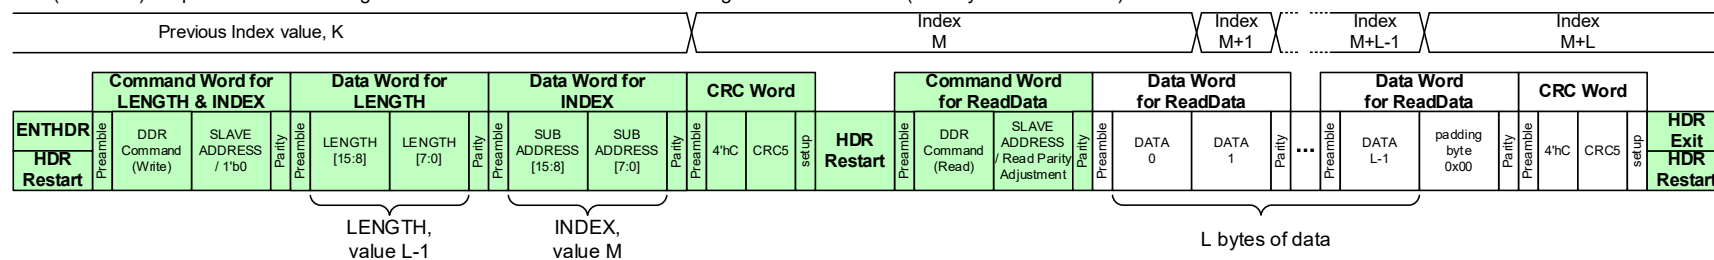 Previous Index value, K
Index
M
Index
M+1
Index
M+L-1
Index
M+L
Command Word for
LENGTH & INDEX
Data Word for
LENGTH
Data Word for
INDEX
CRC Word
Command Word
for ReadData
Data Word
for ReadData
Data Word
for ReadData
CRC Word
ENTHDR
HDR
Restart
Preamble
DDR
Command
(Write)
SLAVE
ADDRESS
/ 1'b0
Parity
Preamble
LENGTH
[15:8]
LENGTH
[7:0]
Parity
Preamble
SUB
ADDRESS
[15:8]
SUB
ADDRESS
[7:0]
Parity
Preamble
4'hC
CRC5
setup
HDR
Restart
Preamble
DDR
Command
(Read)
SLAVE
ADDRESS
/ Read Parity
Adjustment
Parity
Preamble
DATA
0
DATA
1
Parity
...
Preamble
DATA
L-1
padding
byte
0x00
Parity
Preamble
4'hC
CRC5
setup
HDR
Exit
HDR
Restart
LENGTH,
value L-1
INDEX,
value M
L bytes of data